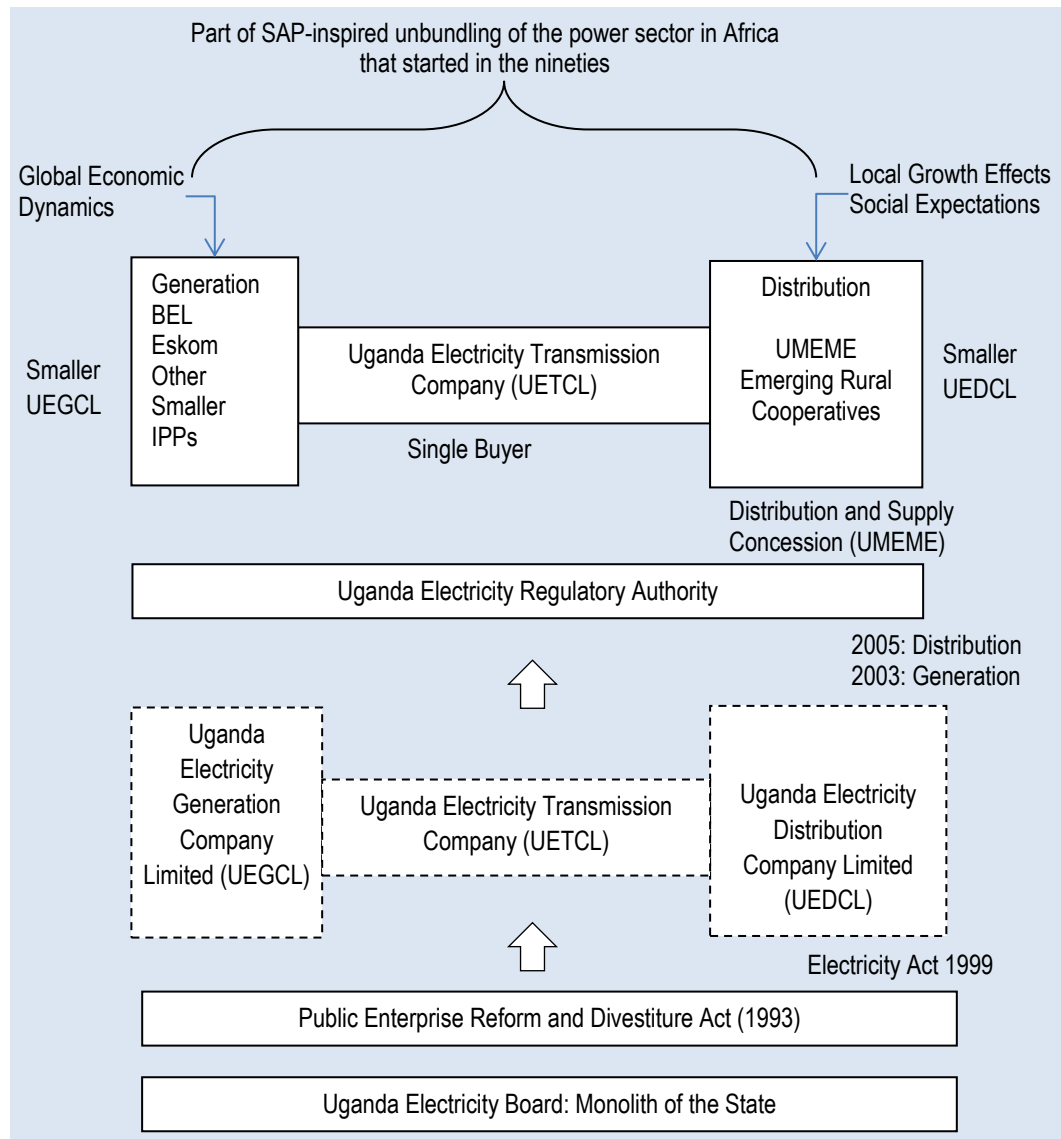 Part of SAP-inspired unbundling of the power sector in Africa
that started in the nineties
Global Economic
Dynamics
Local Growth Effects
Social Expectations
Smaller
UEGCL
Generation
BEL
Eskom
Other
Smaller
IPPs
Uganda Electricity Transmission
Company (UETCL)
Single Buyer
Distribution
UMEME
Emerging Rural
Cooperatives
Smaller
UEDCL
Distribution and Supply
Concession (UMEME)
Uganda Electricity Regulatory Authority
2005: Distribution
2003: Generation
Uganda
Electricity
Generation
Company
Limited (UEGCL)
Uganda Electricity Transmission
Company (UETCL)
Uganda Electricity
Distribution
Company Limited
(UEDCL)
Electricity Act 1999
Public Enterprise Reform and Divestiture Act (1993)
Uganda Electricity Board: Monolith of the State